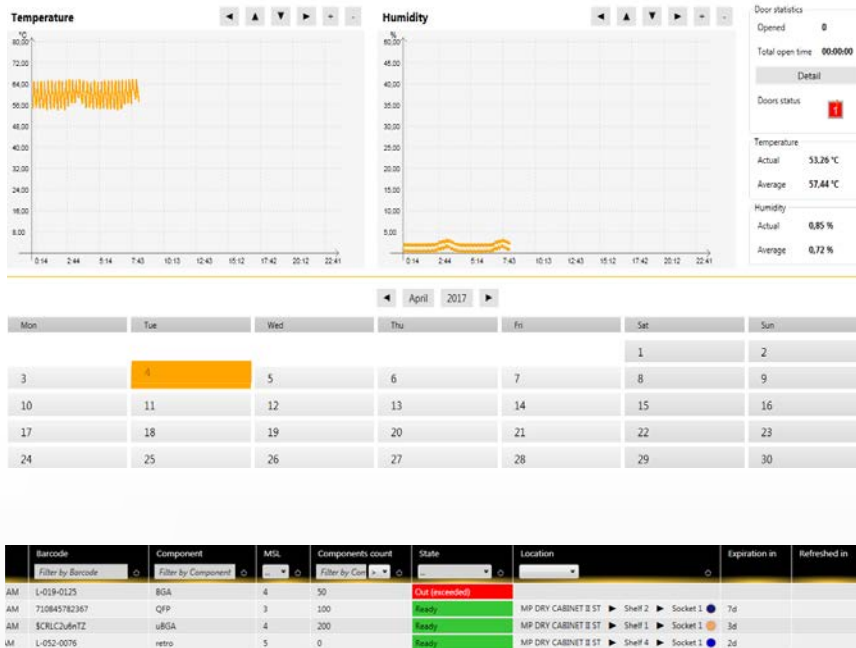 Temperature
°C
80,00
72,00
64,00
56,00
48,00
40,00
32,00
24,00
16,00
8,00
0:14 2:44 5:14 7:43 10:13 12:43 15:12 17:42 20:12 22:41
+ -
Humidity
%
50,00
45,00
40,00
35,00
30,00
25,00
20,00
15,00
10,00
5,00
0:14 2:44 5:14 7:43 10:13 12:43 15:12 17:42 20:12 22:41
+ -
Door statistics
Opened 0
Total open time 00:00:00
Detail
Doors status 1
Temperature
Actual 53,26 °C
Average 57,44 °C
Humidity
Actual 0,85 %
Average 0,72 %
April 2017
Mon Tue Wed Thu Fri Sat Sun
1 2
3 4 5 6 7 8 9
10 11 12 13 14 15 16
17 18 19 20 21 22 23
24 25 26 27 28 29 30
Barcode Component MSL Components count State Location Expiration in Refreshed in
Filter by Barcode Filter by Component .. Filter by Con > ..
AM L-019-0125 BGA 4 50 Out (exceeded)
AM 710845782367 QFP 3 100 Ready MP DRY CABINET II ST ► Shelf 2 ► Socket 1 7d
AM $CRLC2u6nTZ uBGA 4 200 Ready MP DRY CABINET II ST ► Shelf 1 ► Socket 1 3d
AM L-052-0076 retro 5 0 Ready MP DRY CABINET II ST ► Shelf 4 ► Socket 1 2d